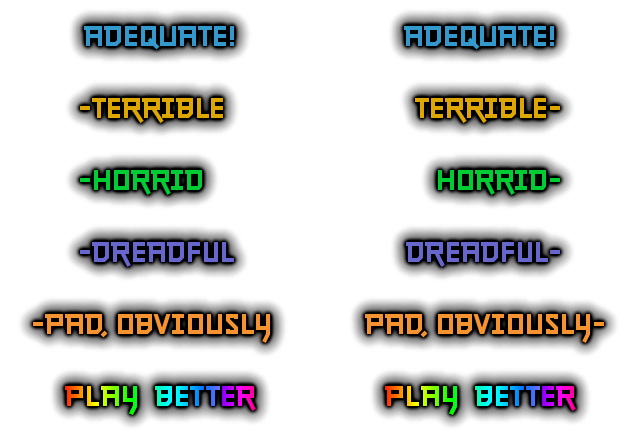 ADEQUATE! ADEQUATE!
-TERRIBLE TERRIBLE-
-HORRID HORRID-
-DREADFUL DREADFUL-
-PAD, OBVIOUSLY PAD, OBVIOUSLY-
PLAY BETTER PLAY BETTER